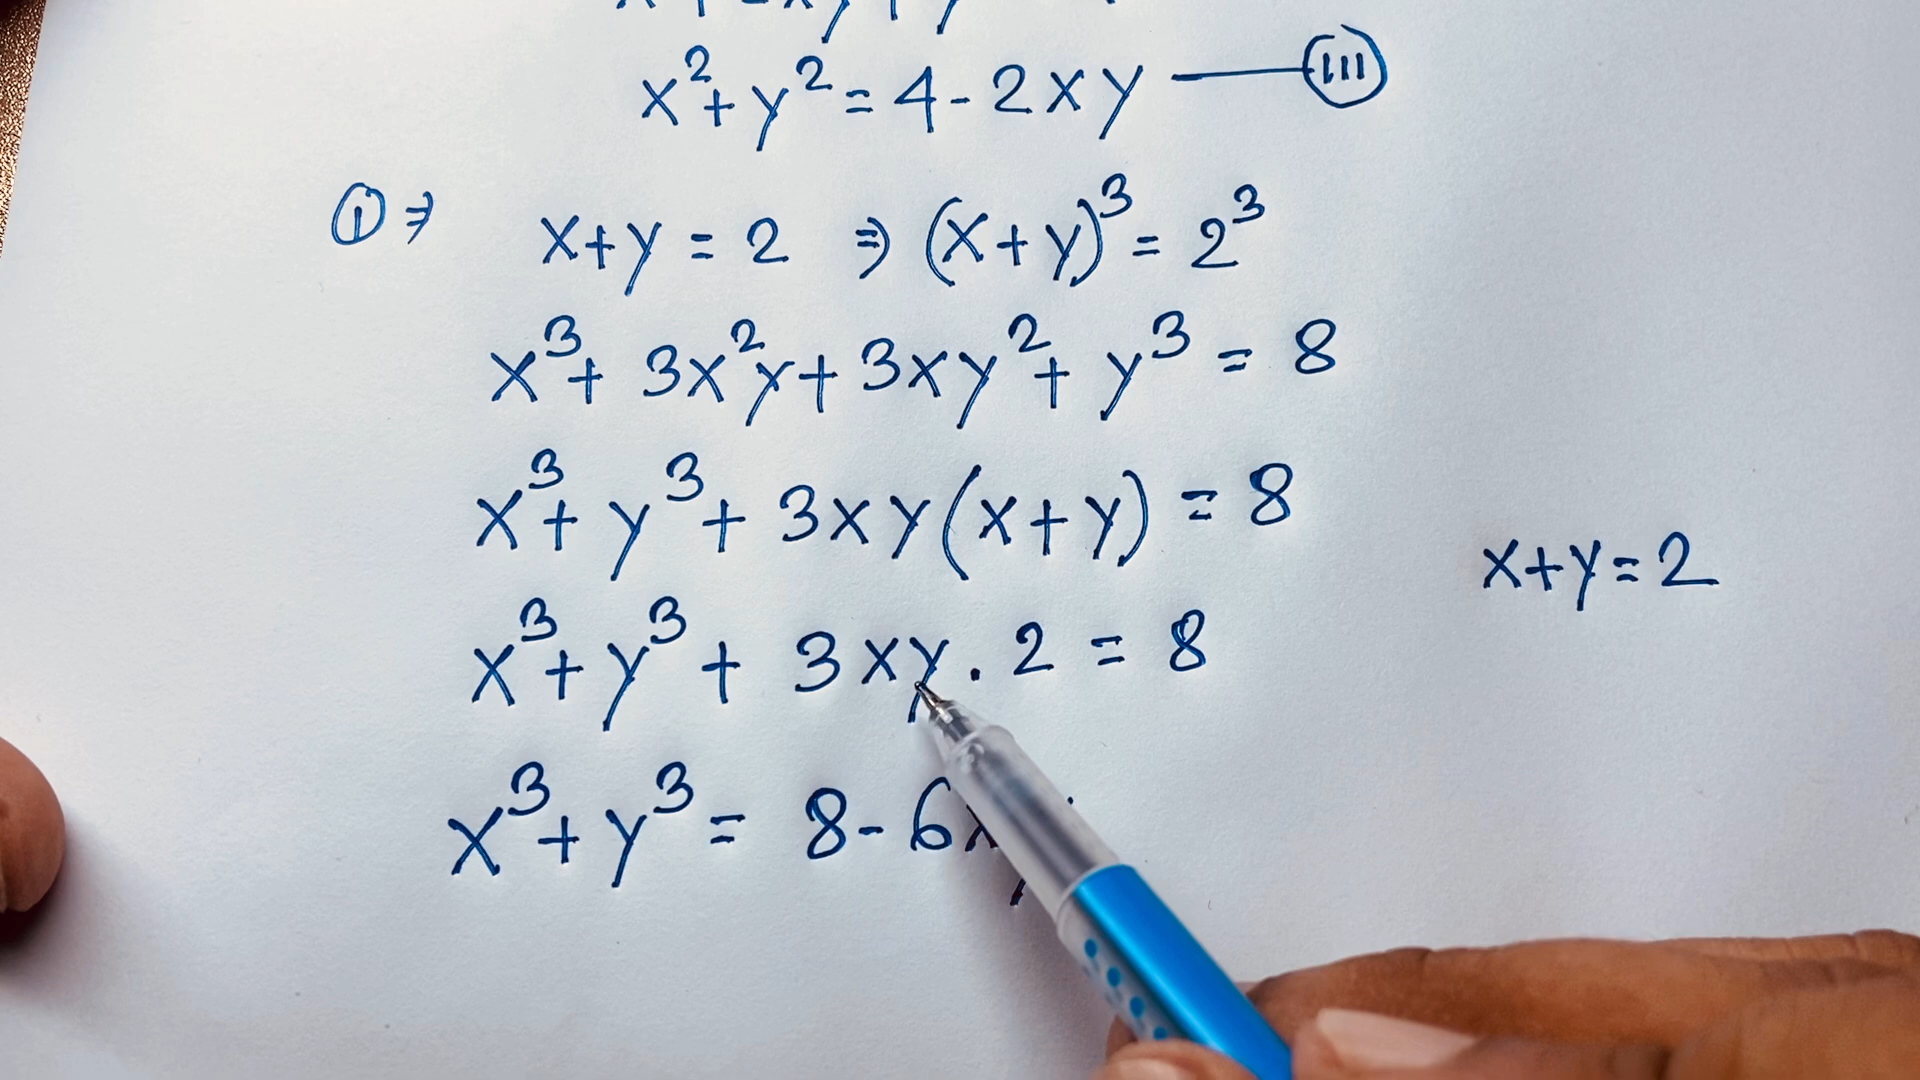 x²+y²=4-2xy —(iii)
(i)⇒ x+y=2 ⇒ (x+y)³=2³
x³+3x²y+3xy²+y³=8
x³+y³+3xy(x+y)=8
x+y=2
x³+y³+3xy.2=8
x³+y³=8-6xy